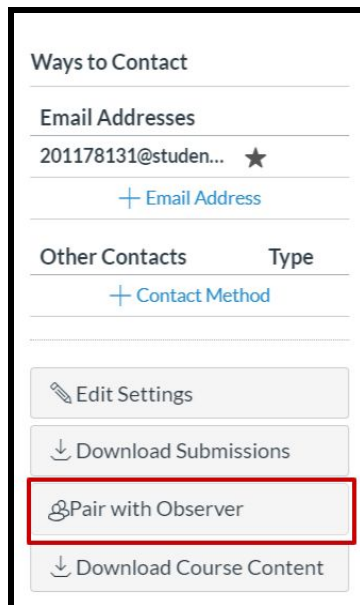 Ways to Contact
Email Addresses
201178131@studen... ★
+ Email Address
Other Contacts Type
+ Contact Method
Edit Settings
Download Submissions
Pair with Observer
Download Course Content